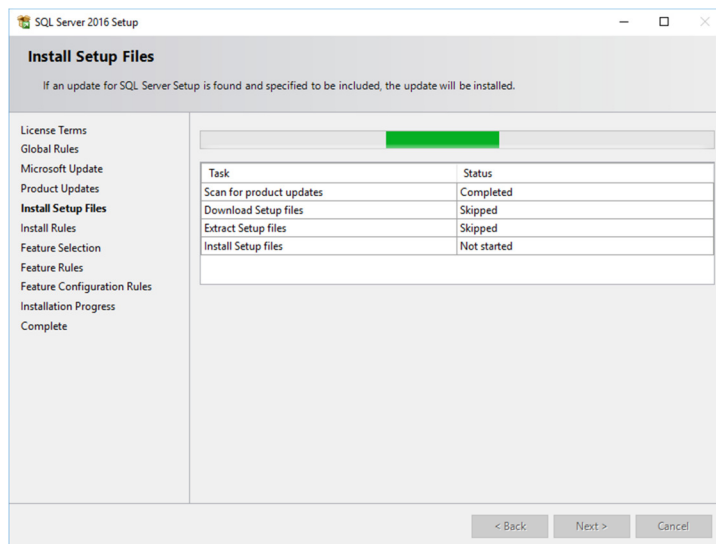 SQL Server 2016 Setup
Install Setup Files
If an update for SQL Server Setup is found and specified to be included, the update will be installed.
License Terms
Global Rules
Microsoft Update
Product Updates
Install Setup Files
Install Rules
Feature Selection
Feature Rules
Feature Configuration Rules
Installation Progress
Complete
Task Status
Scan for product updates Completed
Download Setup files Skipped
Extract Setup files Skipped
Install Setup files Not started
< Back Next > Cancel